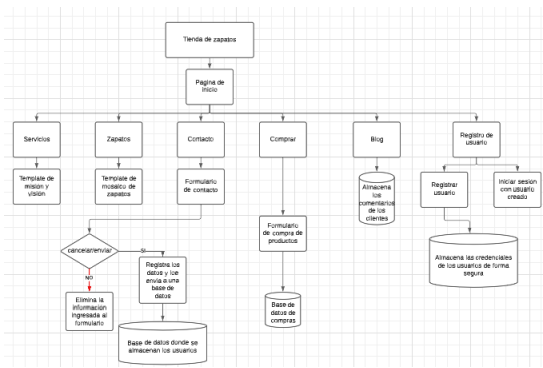 Tienda de zapatos
Página de
inicio
Servicios
Zapatos
Contacto
Comprar
Blog
Registro de
usuario
Template de
mision y
visión
Template de
mosaico de
zapatos
Formulario
de contacto
Almacena
los
comentarios
de los
clientes
Registrar
usuario
Iniciar sesion
con usuario
creado
Formulario
de compra de
productos
cancelar/enviar
SI
NO
Registra los
datos y los
envia a una
base de
datos
Almacena las credenciales
de los usuarios de forma
segura
Elimina la
información
ingresada al
formulario
Base de
datos de
compras
Base de datos donde se
almacenan los usuarios